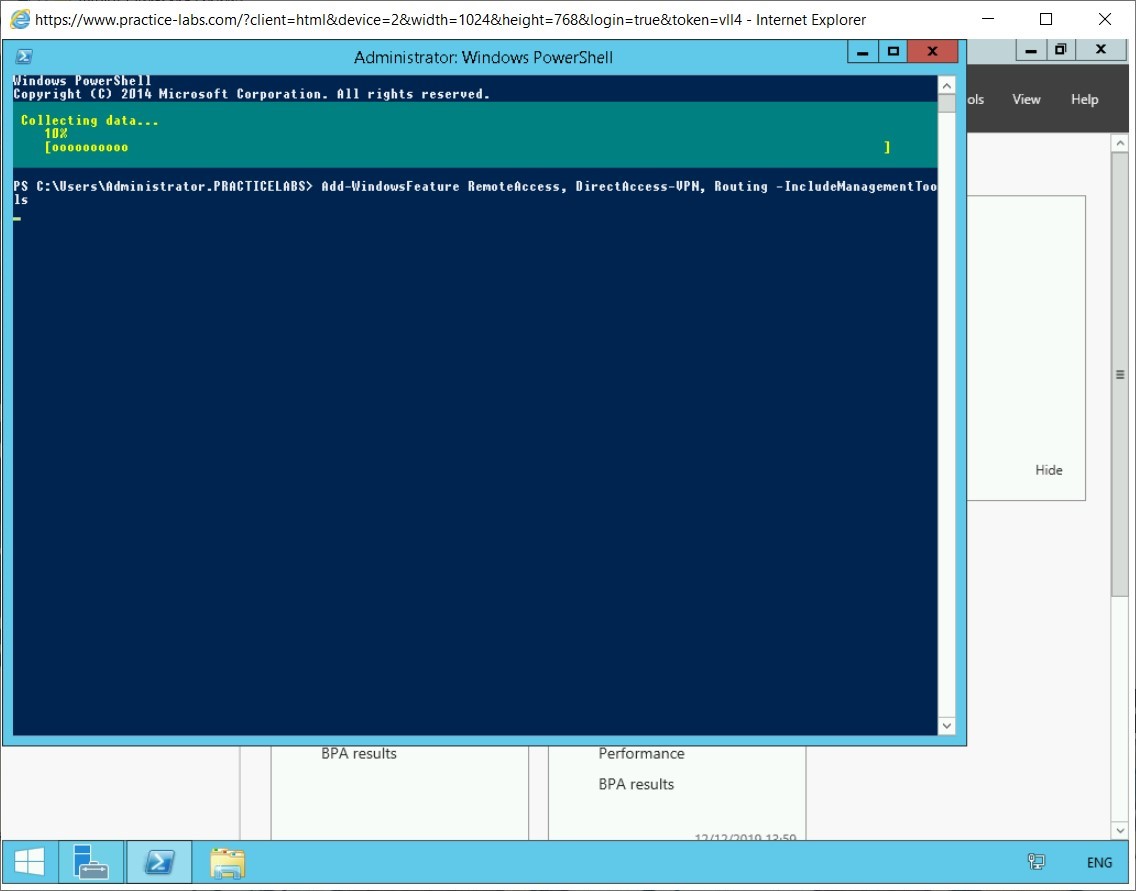 https://www.practice-labs.com/?client=html&device=2&width=1024&height=768&login=true&token=vll4 - Internet Explorer
Administrator: Windows PowerShell
ols View Help
Windows PowerShell
Copyright (C) 2014 Microsoft Corporation. All rights reserved.
Collecting data...
10%
[oooooooooo ]
PS C:\Users\Administrator.PRACTICELABS> Add-WindowsFeature RemoteAccess, DirectAccess-VPN, Routing -IncludeManagementToo
ls
Hide
BPA results
Performance
BPA results
12/12/2019 13:59
ENG